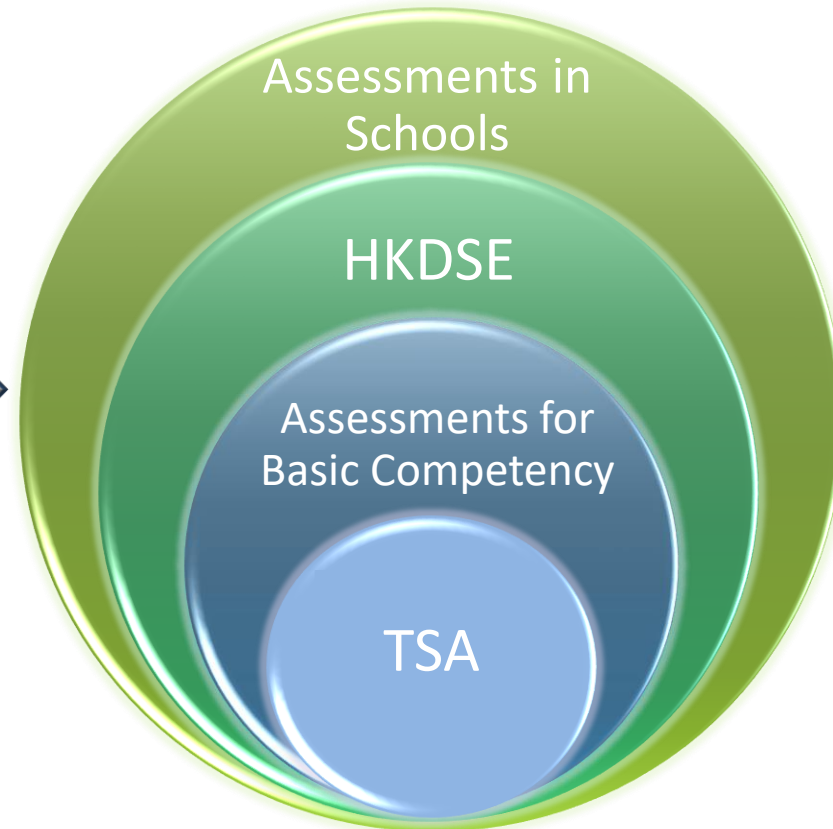 Assessments in
Schools
HKDSE
Assessments for
Basic Competency
TSA